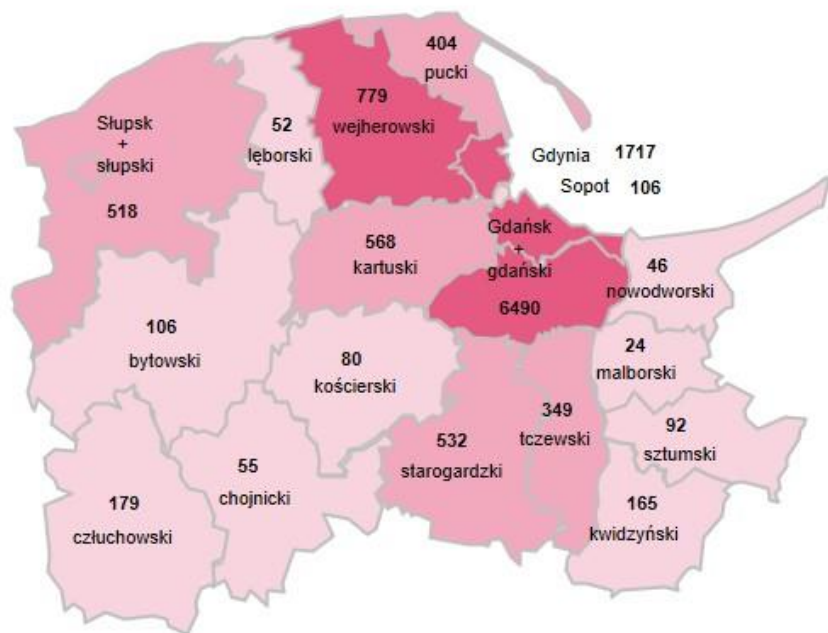 404
pucki
779
wejherowski
Słupsk
+
słupski
518
52
lęborski
Gdynia 1717
Sopot 106
568
kartuski
Gdańsk
+
gdański
6490
46
nowodworski
106
bytowski
80
kościerski
24
malborski
349
tczewski
532
starogardzki
92
sztumski
55
chojnicki
179
człuchowski
165
kwidzyński